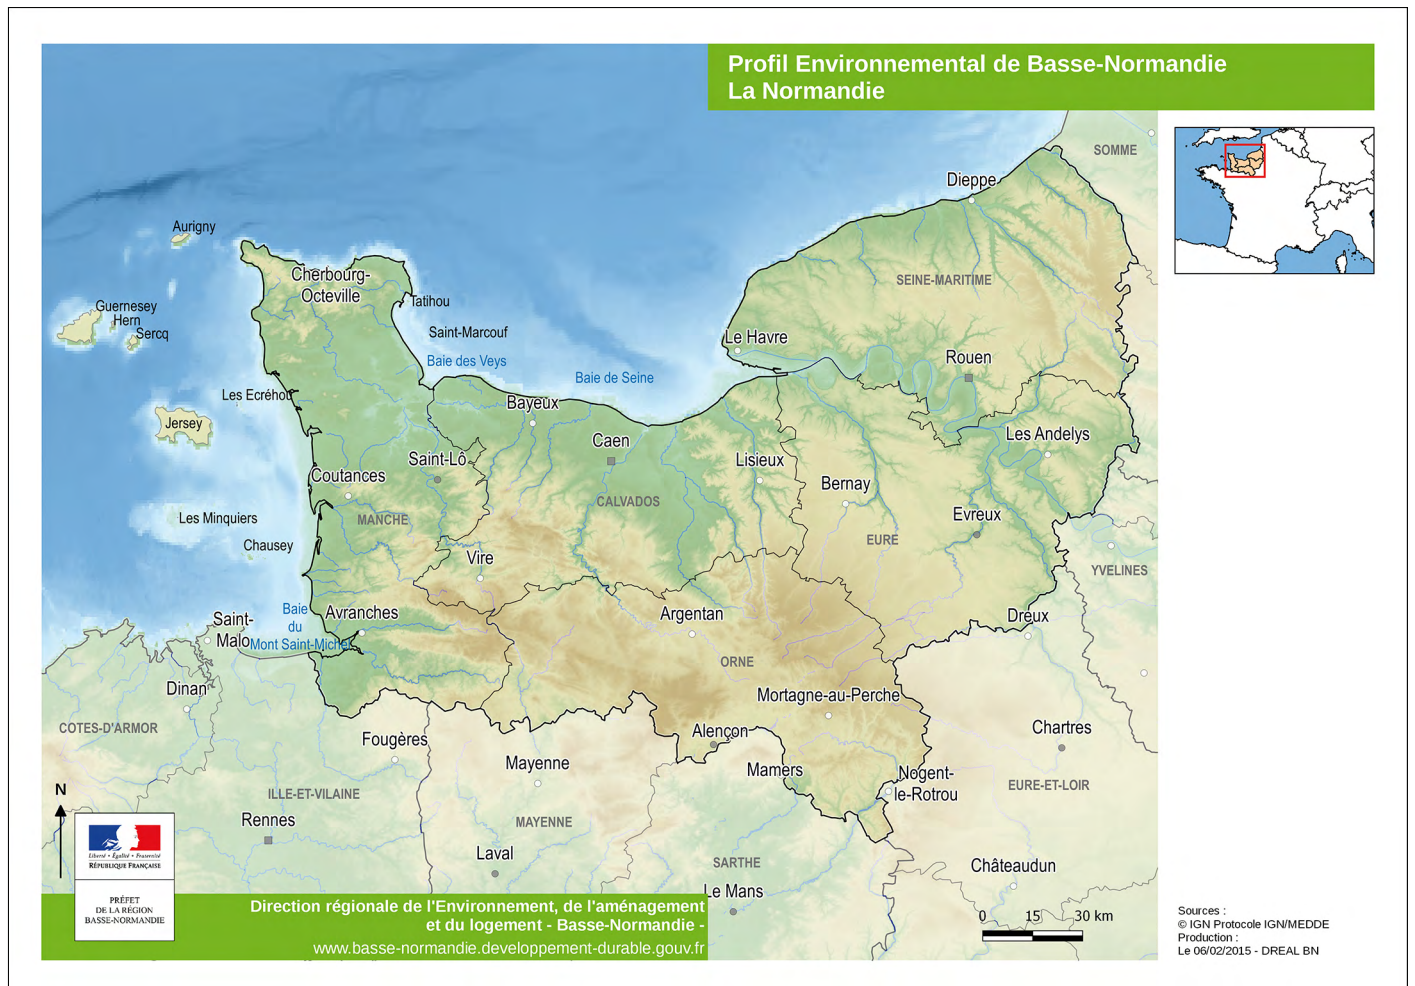 Profil Environnemental de Basse-Normandie
La Normandie
SOMME
Dieppe
Aurigny
Cherbourg-
Octeville
SEINE-MARITIME
Tatihou
Guernesey
Hern
Sercq
Saint-Marcouf
Le Havre
Baie des Veys
Rouen
Baie de Seine
Les Ecréhou
Bayeux
Jersey
Les Andelys
Caen
Saint-Lô
Lisieux
Coutances
Bernay
CALVADOS
Les Minquiers
MANCHE
Evreux
EURE
Chausey
Vire
YVELINES
Baie
du
Mont Saint-Michel
Avranches
Argentan
Dreux
Saint-
Malo
ORNE
Dinan
Mortagne-au-Perche
COTES-D'ARMOR
Fougères
Alençon
Chartres
Mayenne
Mamers
Nogent-
le-Rotrou
EURE-ET-LOIR
N
ILLE-ET-VILAINE
Rennes
MAYENNE
Laval
SARTHE
Châteaudun
Le Mans
Liberté • Égalité • Fraternité
RÉPUBLIQUE FRANÇAISE
PRÉFET
DE LA RÉGION
BASSE-NORMANDIE
Direction régionale de l'Environnement, de l'aménagement
et du logement - Basse-Normandie -
www.basse-normandie.developpement-durable.gouv.fr
0 15 30 km
Sources :
© IGN Protocole IGN/MEDDE
Production :
Le 06/02/2015 - DREAL BN